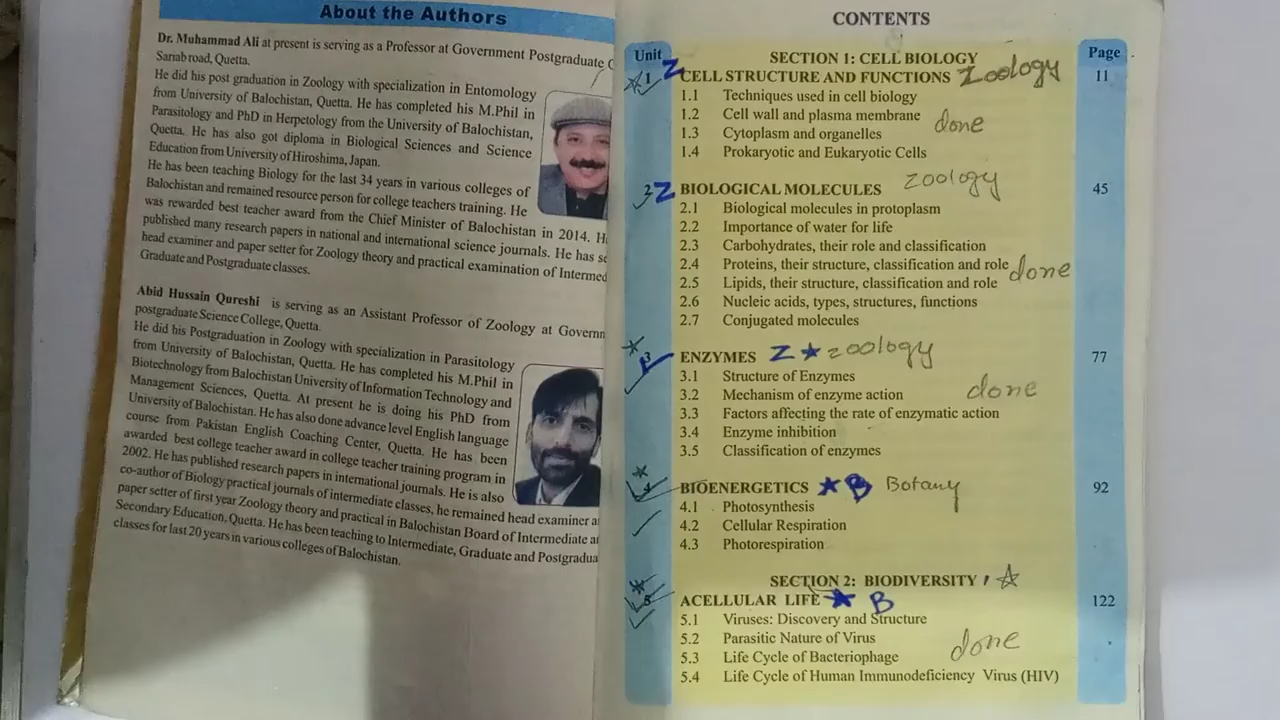 About the Authors
Dr. Muhammad Ali at present is serving as a Professor at Government Postgraduate
Sariab road, Quetta.
He did his post graduation in Zoology with specialization in Entomology
from University of Balochistan, Quetta. He has completed his M.Phil in
Parasitology and PhD in Herpetology from the University of Balochistan,
Quetta. He has also got diploma in Biological Sciences and Science
Education from University of Hiroshima, Japan.
He has been teaching Biology for the last 34 years in various colleges of
Balochistan and remained resource person for college teachers training. He
was rewarded best teacher award from the Chief Minister of Balochistan in 2014.
published many research papers in national and international science journals. He has
head examiner and paper setter for Zoology theory and practical examination of
Graduate and Postgraduate classes.
Abid Hussain Qureshi is serving as an Assistant Professor of Zoology at
postgraduate Science College, Quetta.
He did his Postgraduation in Zoology with specialization in Parasitology
from University of Balochistan, Quetta. He has completed his M.Phil in
Biotechnology from Balochistan University of Information Technology and
Management Sciences, Quetta. At present he is doing his PhD from
University of Balochistan. He has also done advance level English language
course from Pakistan English Coaching Center, Quetta. He has been
awarded best college teacher award in college teacher training program in
2002. He has published research papers in international journals. He is also
co-author of Biology practical journals of intermediate classes, he remained head examiner
paper setter of first year Zoology theory and practical in Balochistan Board of Intermediate
Secondary Education, Quetta. He has been teaching to Intermediate, Graduate and
classes for last 20 years in various colleges of Balochistan.
CONTENTS
Unit Page
SECTION 1: CELL BIOLOGY
1 Z CELL STRUCTURE AND FUNCTIONS Zoology 11
1.1 Techniques used in cell biology
1.2 Cell wall and plasma membrane done
1.3 Cytoplasm and organelles
1.4 Prokaryotic and Eukaryotic Cells
2 Z BIOLOGICAL MOLECULES Zoology 45
2.1 Biological molecules in protoplasm
2.2 Importance of water for life
2.3 Carbohydrates, their role and classification
2.4 Proteins, their structure, classification and role done
2.5 Lipids, their structure, classification and role
2.6 Nucleic acids, types, structures, functions
2.7 Conjugated molecules
3 ENZYMES Z ★ zoology 77
3.1 Structure of Enzymes
3.2 Mechanism of enzyme action done
3.3 Factors affecting the rate of enzymatic action
3.4 Enzyme inhibition
3.5 Classification of enzymes
4 BIOENERGETICS ★ B Botany 92
4.1 Photosynthesis
4.2 Cellular Respiration
4.3 Photorespiration
SECTION 2: BIODIVERSITY ☆
5 ACELLULAR LIFE ★ B 122
5.1 Viruses: Discovery and Structure
5.2 Parasitic Nature of Virus done
5.3 Life Cycle of Bacteriophage
5.4 Life Cycle of Human Immunodeficiency Virus (HIV)